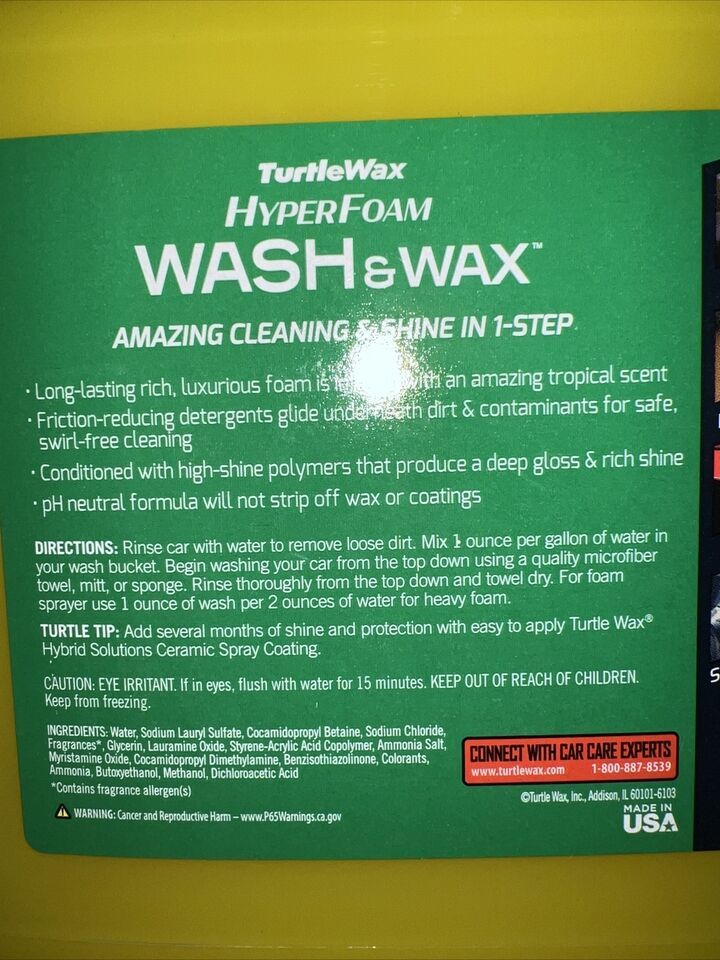 TurtleWax
HYPERFOAM
WASH & WAX™
AMAZING CLEANING & SHINE IN 1-STEP
• Long-lasting rich, luxurious foam is with an amazing tropical scent
• Friction-reducing detergents glide underneath dirt & contaminants for safe,
swirl-free cleaning
• Conditioned with high-shine polymers that produce a deep gloss & rich shine
• pH neutral formula will not strip off wax or coatings
DIRECTIONS: Rinse car with water to remove loose dirt. Mix 1 ounce per gallon of water in
your wash bucket. Begin washing your car from the top down using a quality microfiber
towel, mitt, or sponge. Rinse thoroughly from the top down and towel dry. For foam
sprayer use 1 ounce of wash per 2 ounces of water for heavy foam.
TURTLE TIP: Add several months of shine and protection with easy to apply Turtle Wax®
Hybrid Solutions Ceramic Spray Coating.
CAUTION: EYE IRRITANT. If in eyes, flush with water for 15 minutes. KEEP OUT OF REACH OF CHILDREN.
Keep from freezing.
INGREDIENTS: Water, Sodium Lauryl Sulfate, Cocamidopropyl Betaine, Sodium Chloride,
Fragrances*, Glycerin, Lauramine Oxide, Styrene-Acrylic Acid Copolymer, Ammonia Salt,
Myristamine Oxide, Cocamidopropyl Dimethylamine, Benzisothiazolinone, Colorants,
Ammonia, Butoxyethanol, Methanol, Dichloroacetic Acid
*Contains fragrance allergen(s)
WARNING: Cancer and Reproductive Harm – www.P65Warnings.ca.gov
CONNECT WITH CAR CARE EXPERTS
www.turtlewax.com 1-800-887-8539
©Turtle Wax, Inc., Addison, IL 60101-6103
MADE IN
USA